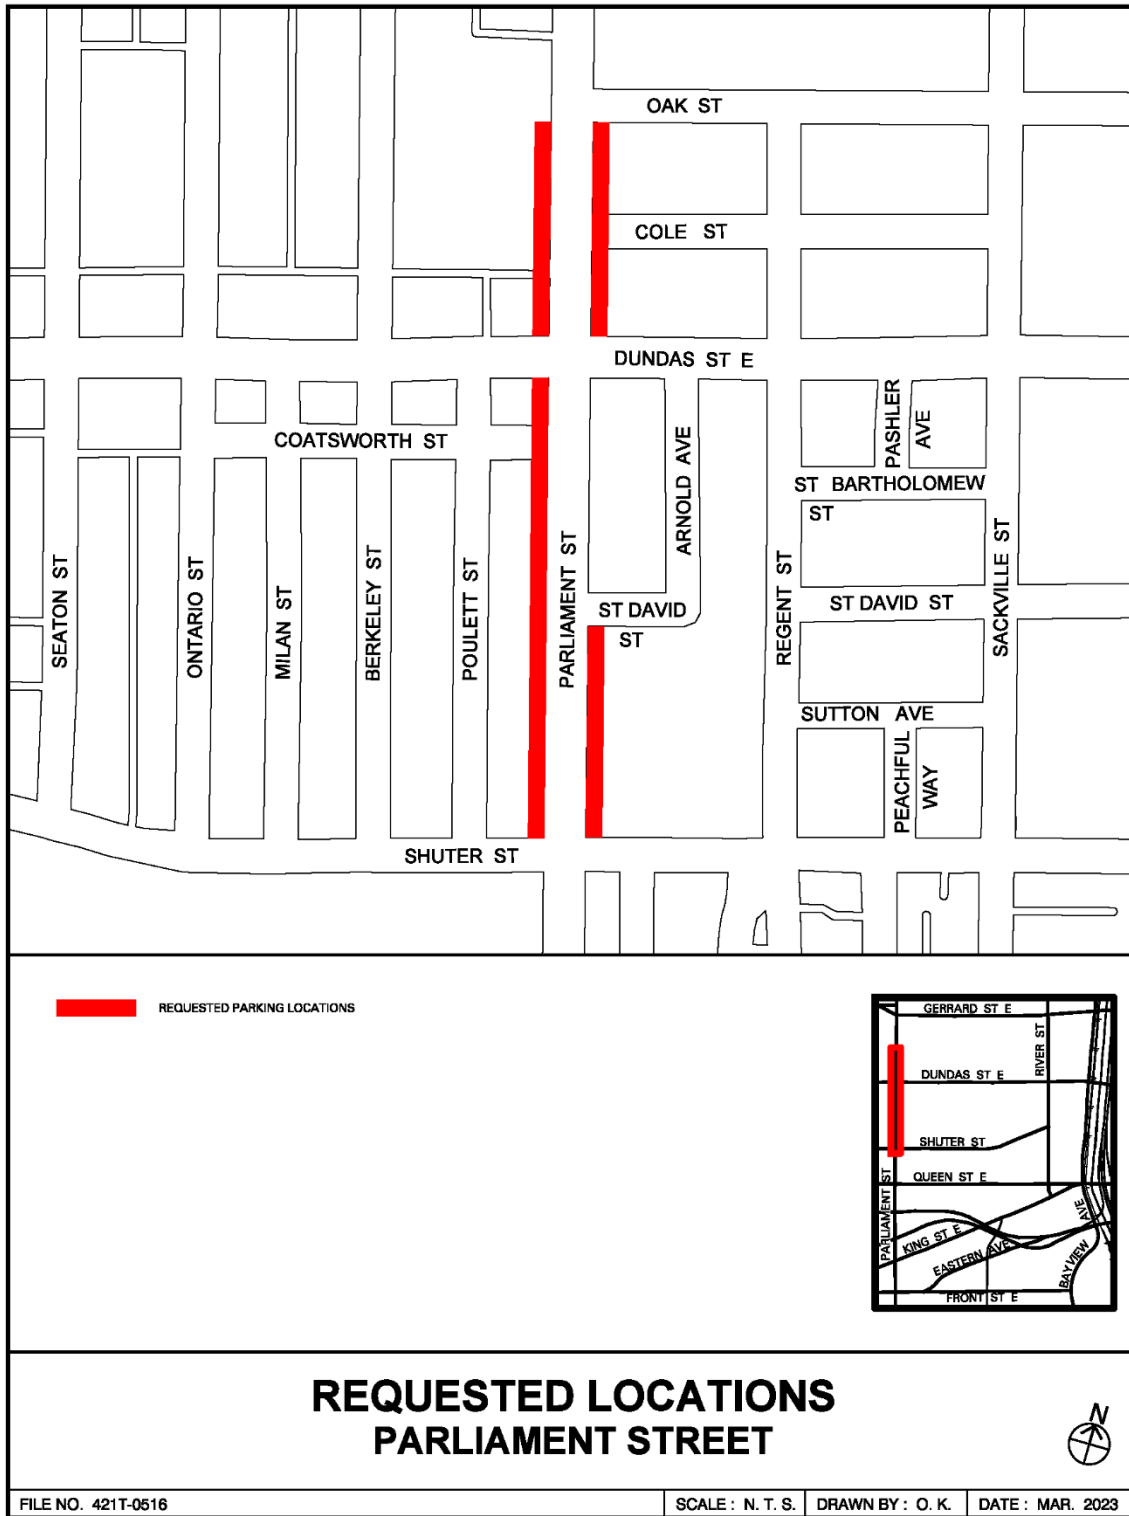 OAK ST
COLE ST
DUNDAS ST E
COATSWORTH ST
PASHLER
AVE
ARNOLD AVE
ST BARTHOLOMEW
ST
SEATON ST
ONTARIO ST
MILAN ST
BERKELEY ST
POULETT ST
PARLIAMENT ST
ST DAVID
ST
REGENT ST
ST DAVID ST
SACKVILLE ST
SUTTON AVE
PEACHFUL
WAY
SHUTER ST
REQUESTED PARKING LOCATIONS
GERRARD ST E
RIVER ST
DUNDAS ST E
SHUTER ST
QUEEN ST E
PARLIAMENT ST
KING ST E
EASTERN AVE
BAYVIEW AVE
FRONT ST E
REQUESTED LOCATIONS
PARLIAMENT STREET
N
FILE NO. 421T-0516
SCALE : N. T. S.
DRAWN BY : O. K.
DATE : MAR. 2023